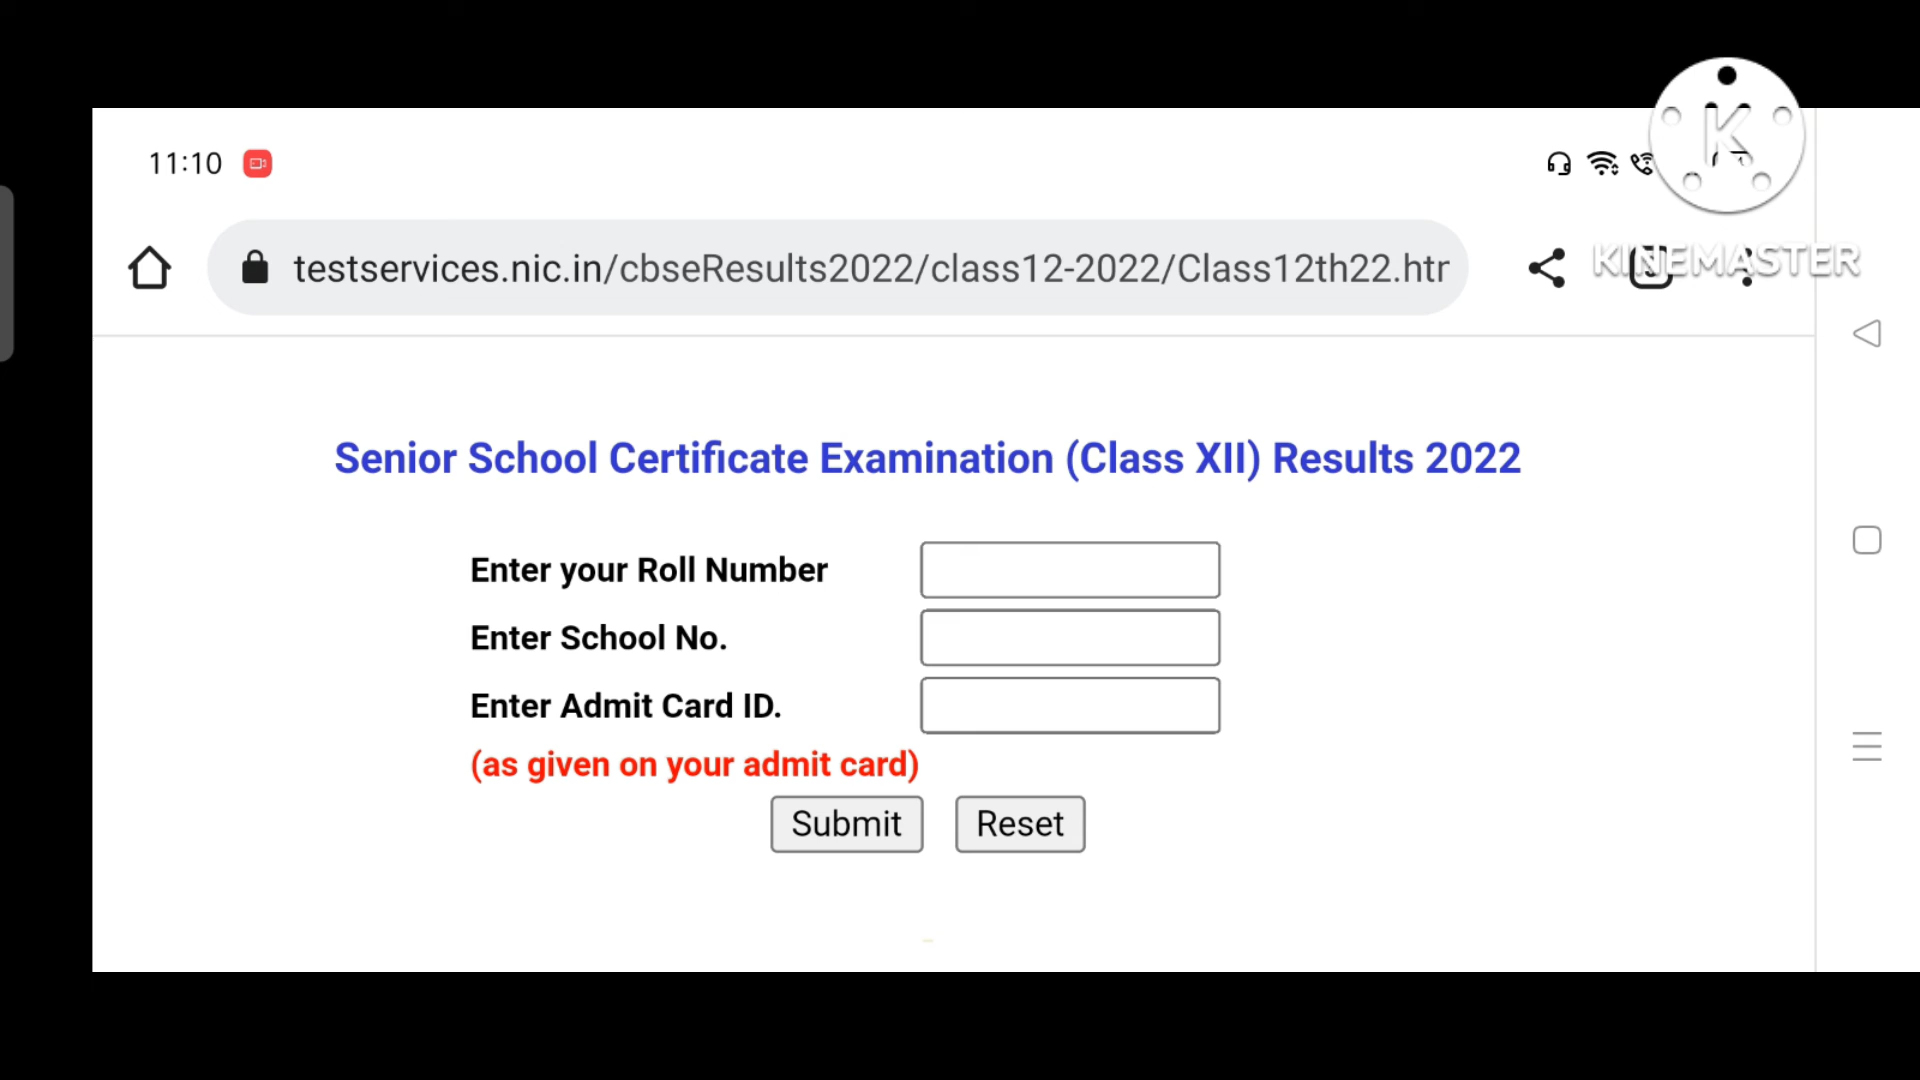 11:10
K
KINEMASTER
testservices.nic.in/cbseResults2022/class12-2022/Class12th22.htr
Senior School Certificate Examination (Class XII) Results 2022
Enter your Roll Number
Enter School No.
Enter Admit Card ID.
(as given on your admit card)
Submit Reset